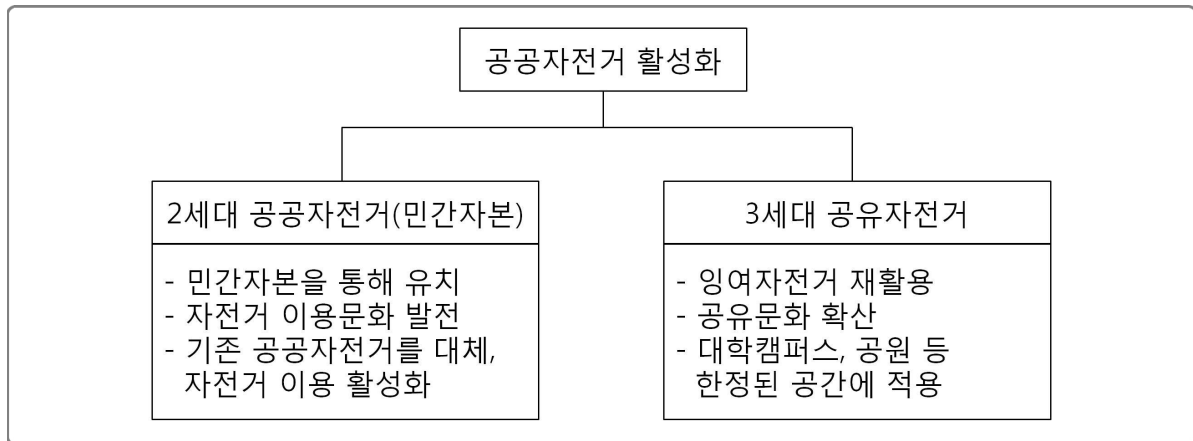 공공자전거 활성화
2세대 공공자전거(민간자본)
- 민간자본을 통해 유치
- 자전거 이용문화 발전
- 기존 공공자전거를 대체,
자전거 이용 활성화
3세대 공유자전거
- 잉여자전거 재활용
- 공유문화 확산
- 대학캠퍼스, 공원 등
한정된 공간에 적용